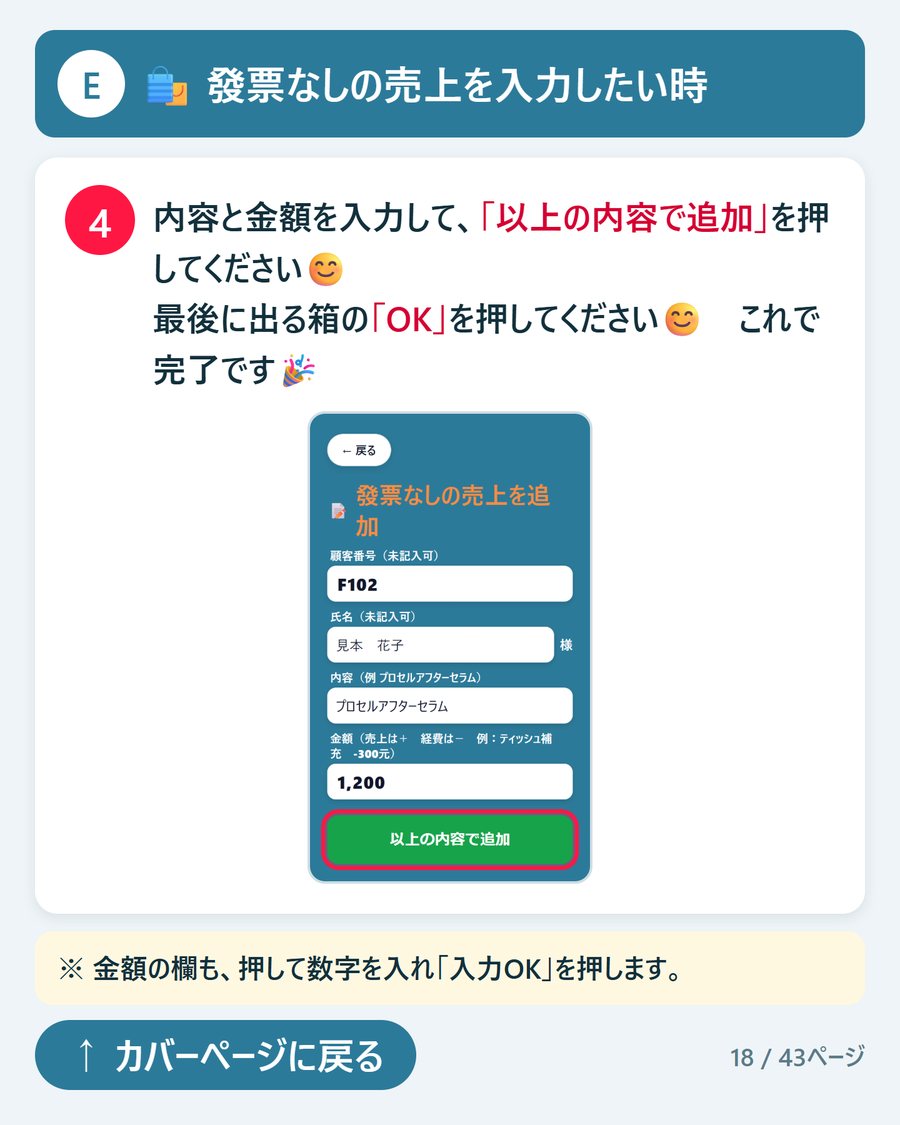 E 🛍️ 發票なしの売上を入力したい時
4 内容と金額を入力して、「以上の内容で追加」を押
してください😊
最後に出る箱の「OK」を押してください😊　これで
完了です🎉
← 戻る
📝 發票なしの売上を追
加
顧客番号（未記入可）
F102
氏名（未記入可）
見本　花子 様
内容（例 プロセルアフターセラム）
プロセルアフターセラム
金額（売上は＋　経費は－　例：ティッシュ補
充　-300元）
1,200
以上の内容で追加
※ 金額の欄も、押して数字を入れ「入力OK」を押します。
↑ カバーページに戻る
18 / 43ページ